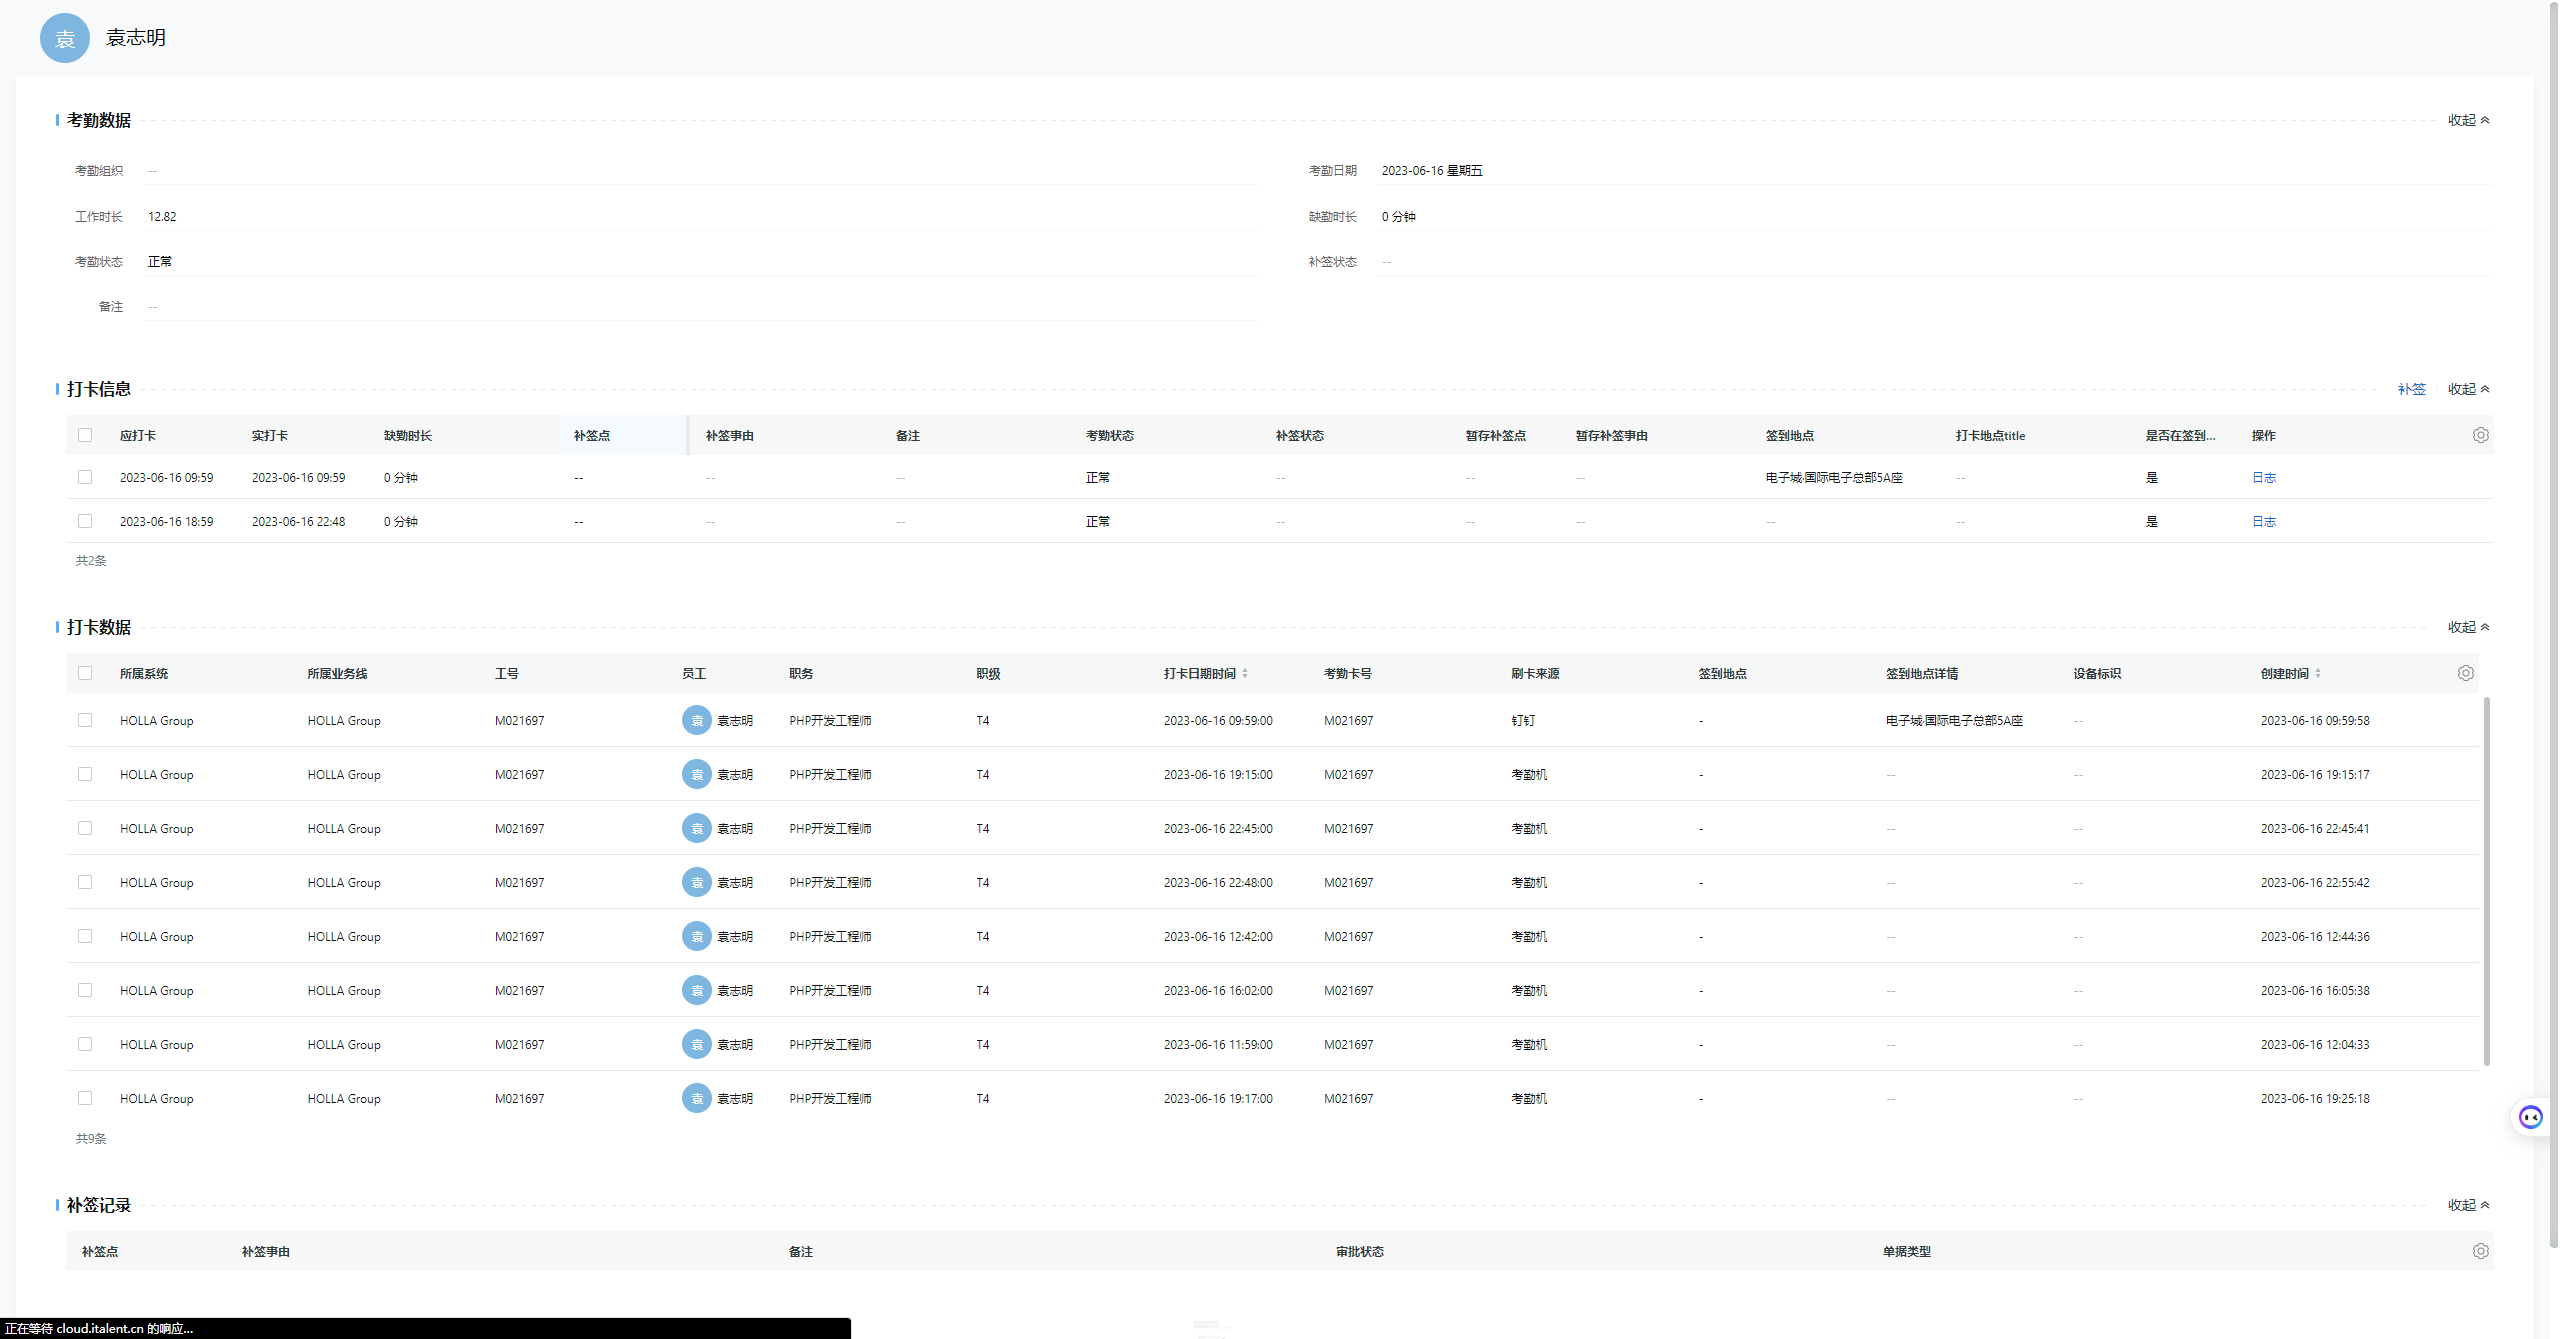 袁 袁志明
考勤数据 收起
考勤组织 -- 考勤日期 2023-06-16 星期五
工作时长 12.82 缺勤时长 0 分钟
考勤状态 正常 补签状态 --
备注 --
打卡信息 补签 收起
应打卡 实打卡 缺勤时长 补签点 补签事由 备注 考勤状态 补签状态 暂存补签点 暂存补签事由 签到地点 打卡地点title 是否在签到... 操作
2023-06-16 09:59 2023-06-16 09:59 0 分钟 -- -- -- 正常 -- -- -- 电子城·国际电子总部5A座 -- 是 日志
2023-06-16 18:59 2023-06-16 22:48 0 分钟 -- -- -- 正常 -- -- -- -- -- 是 日志
共2条
打卡数据 收起
所属系统 所属业务线 工号 员工 职务 职级 打卡日期时间 考勤卡号 刷卡来源 签到地点 签到地点详情 设备标识 创建时间
HOLLA Group HOLLA Group M021697 袁 袁志明 PHP开发工程师 T4 2023-06-16 09:59:00 M021697 钉钉 - 电子城·国际电子总部5A座 -- 2023-06-16 09:59:58
HOLLA Group HOLLA Group M021697 袁 袁志明 PHP开发工程师 T4 2023-06-16 19:15:00 M021697 考勤机 - -- -- 2023-06-16 19:15:17
HOLLA Group HOLLA Group M021697 袁 袁志明 PHP开发工程师 T4 2023-06-16 22:45:00 M021697 考勤机 - -- -- 2023-06-16 22:45:41
HOLLA Group HOLLA Group M021697 袁 袁志明 PHP开发工程师 T4 2023-06-16 22:48:00 M021697 考勤机 - -- -- 2023-06-16 22:55:42
HOLLA Group HOLLA Group M021697 袁 袁志明 PHP开发工程师 T4 2023-06-16 12:42:00 M021697 考勤机 - -- -- 2023-06-16 12:44:36
HOLLA Group HOLLA Group M021697 袁 袁志明 PHP开发工程师 T4 2023-06-16 16:02:00 M021697 考勤机 - -- -- 2023-06-16 16:05:38
HOLLA Group HOLLA Group M021697 袁 袁志明 PHP开发工程师 T4 2023-06-16 11:59:00 M021697 考勤机 - -- -- 2023-06-16 12:04:33
HOLLA Group HOLLA Group M021697 袁 袁志明 PHP开发工程师 T4 2023-06-16 19:17:00 M021697 考勤机 - -- -- 2023-06-16 19:25:18
共9条
补签记录 收起
补签点 补签事由 备注 审批状态 单据类型
正在等待 cloud.italent.cn 的响应...